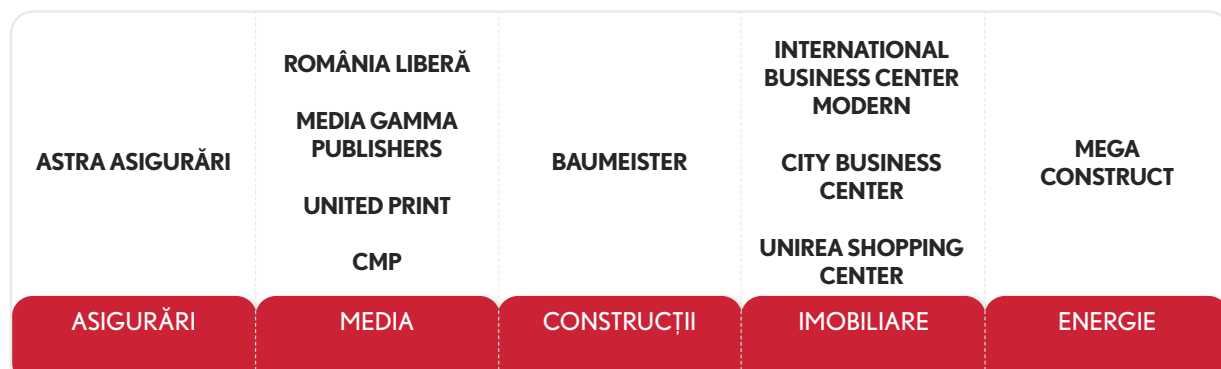 ASTRA ASIGURĂRI
ROMÂNIA LIBERĂ
MEDIA GAMMA
PUBLISHERS
UNITED PRINT
CMP
BAUMEISTER
INTERNATIONAL
BUSINESS CENTER
MODERN
CITY BUSINESS
CENTER
UNIREA SHOPPING
CENTER
MEGA
CONSTRUCT
ASIGURĂRI
MEDIA
CONSTRUCȚII
IMOBILIARE
ENERGIE